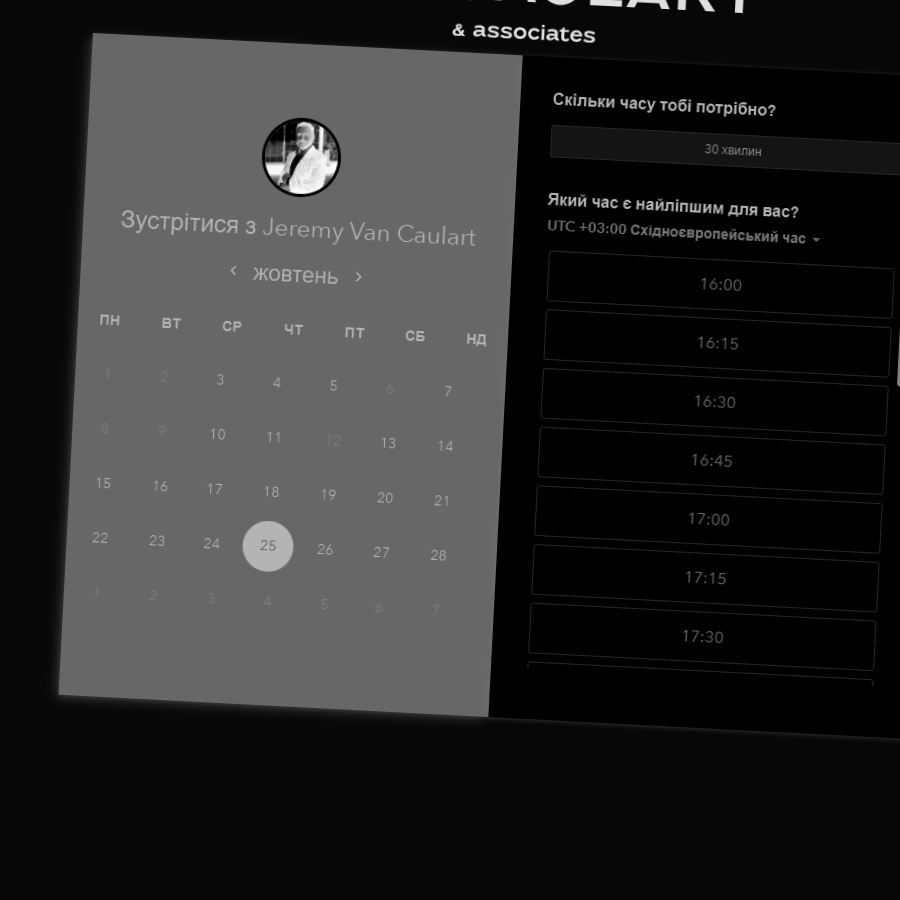 & associates
Зустрітися з Jeremy Van Caulart
жовтень
ПН ВТ СР ЧТ ПТ СБ НД
1 2 3 4 5 6 7
8 9 10 11 12 13 14
15 16 17 18 19 20 21
22 23 24 25 26 27 28
1 2 3 4 5 6 7
Скільки часу тобі потрібно?
30 хвилин
Який час є найліпшим для вас?
UTC +03:00 Східноєвропейський час
16:00
16:15
16:30
16:45
17:00
17:15
17:30